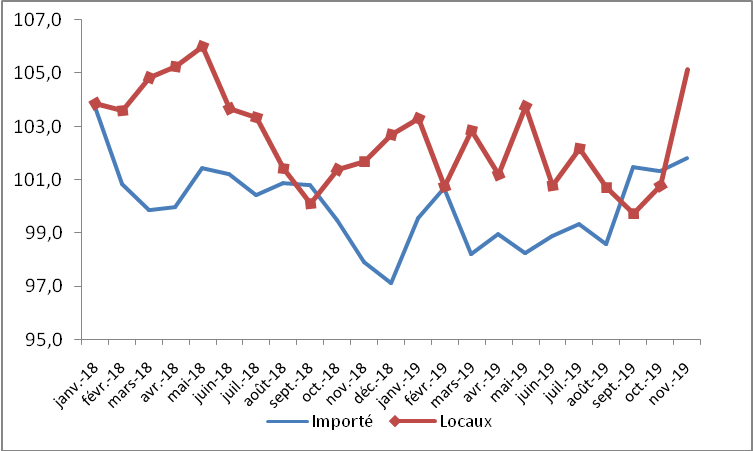 107,0
105,0
103,0
101,0
99,0
97,0
95,0
janv.-18
févr.-18
mars-18
avr.-18
mai-18
juin-18
juil.-18
août-18
sept.-18
oct.-18
nov.-18
déc.-18
janv.-19
févr.-19
mars-19
avr.-19
mai-19
juin-19
juil.-19
août-19
sept.-19
oct.-19
nov.-19
Importé
Locaux